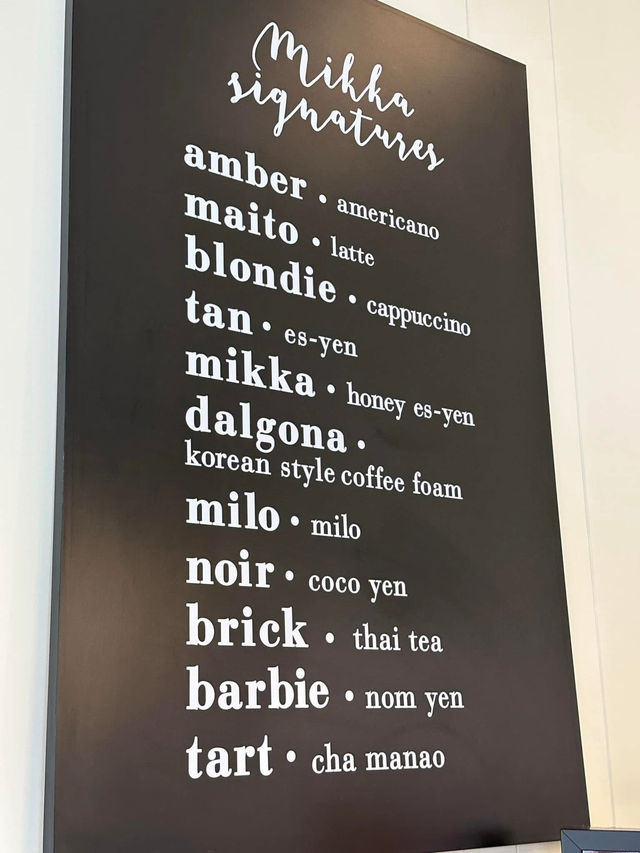 Mikka
signatures
amber • americano
maito • latte
blondie • cappuccino
tan • es-yen
mikka • honey es-yen
dalgona •
korean style coffee foam
milo • milo
noir • coco yen
brick • thai tea
barbie • nom yen
tart • cha manao